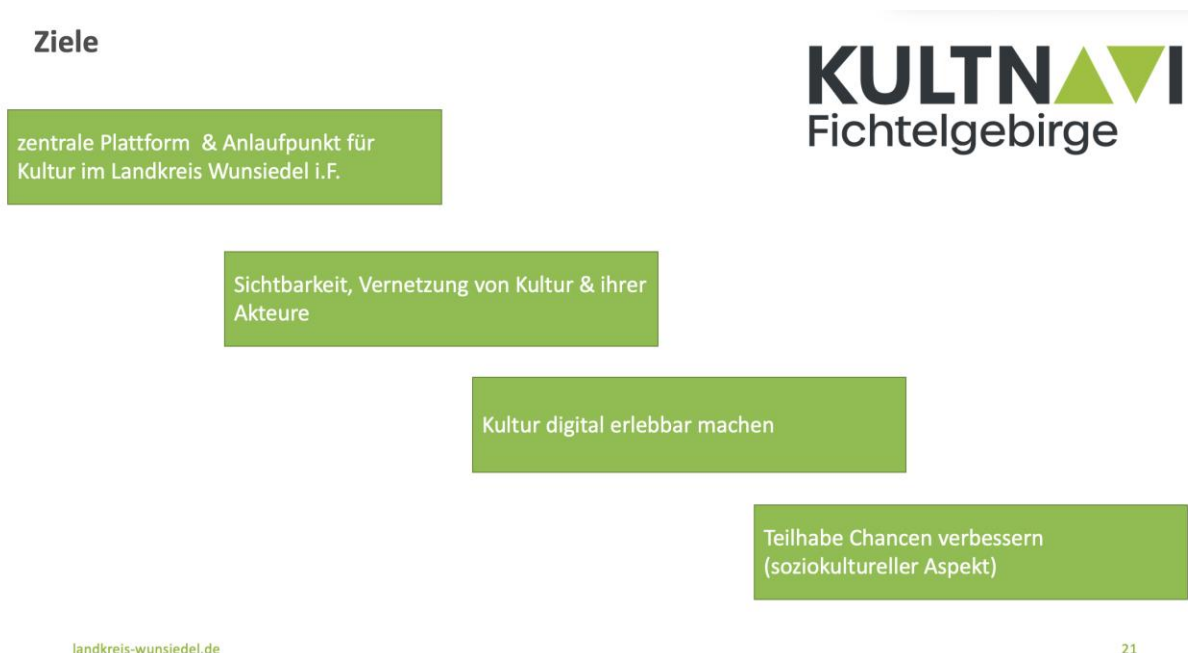 Ziele
KULTNAVI
Fichtelgebirge
zentrale Plattform & Anlaufpunkt für
Kultur im Landkreis Wunsiedel i.F.
Sichtbarkeit, Vernetzung von Kultur & ihrer
Akteure
Kultur digital erlebbar machen
Teilhabe Chancen verbessern
(soziokultureller Aspekt)
landkreis-wunsiedel.de
21